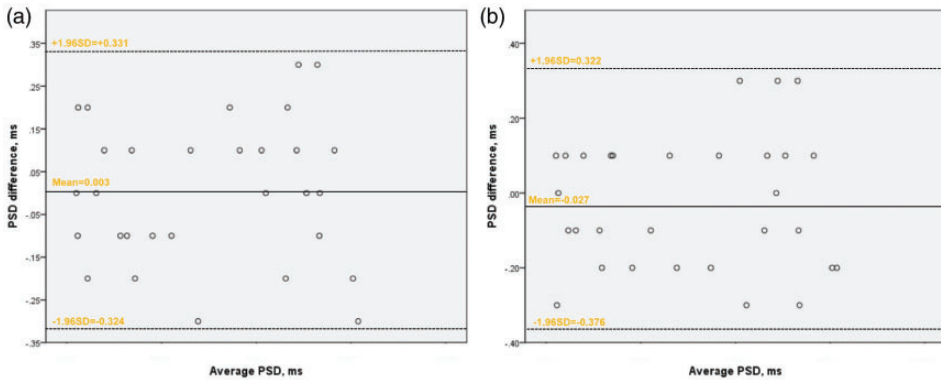 (a)
PSD difference, ms
.35
.25
.15
.05
-.05
-.15
-.25
-.35
+1.96SD=+0.331
Mean=0.003
-1.96SD=-0.324
Average PSD, ms
(b)
PSD difference, ms
.40
.20
.00
-.20
-.40
+1.96SD=0.322
Mean=-0.027
-1.96SD=-0.376
Average PSD, ms